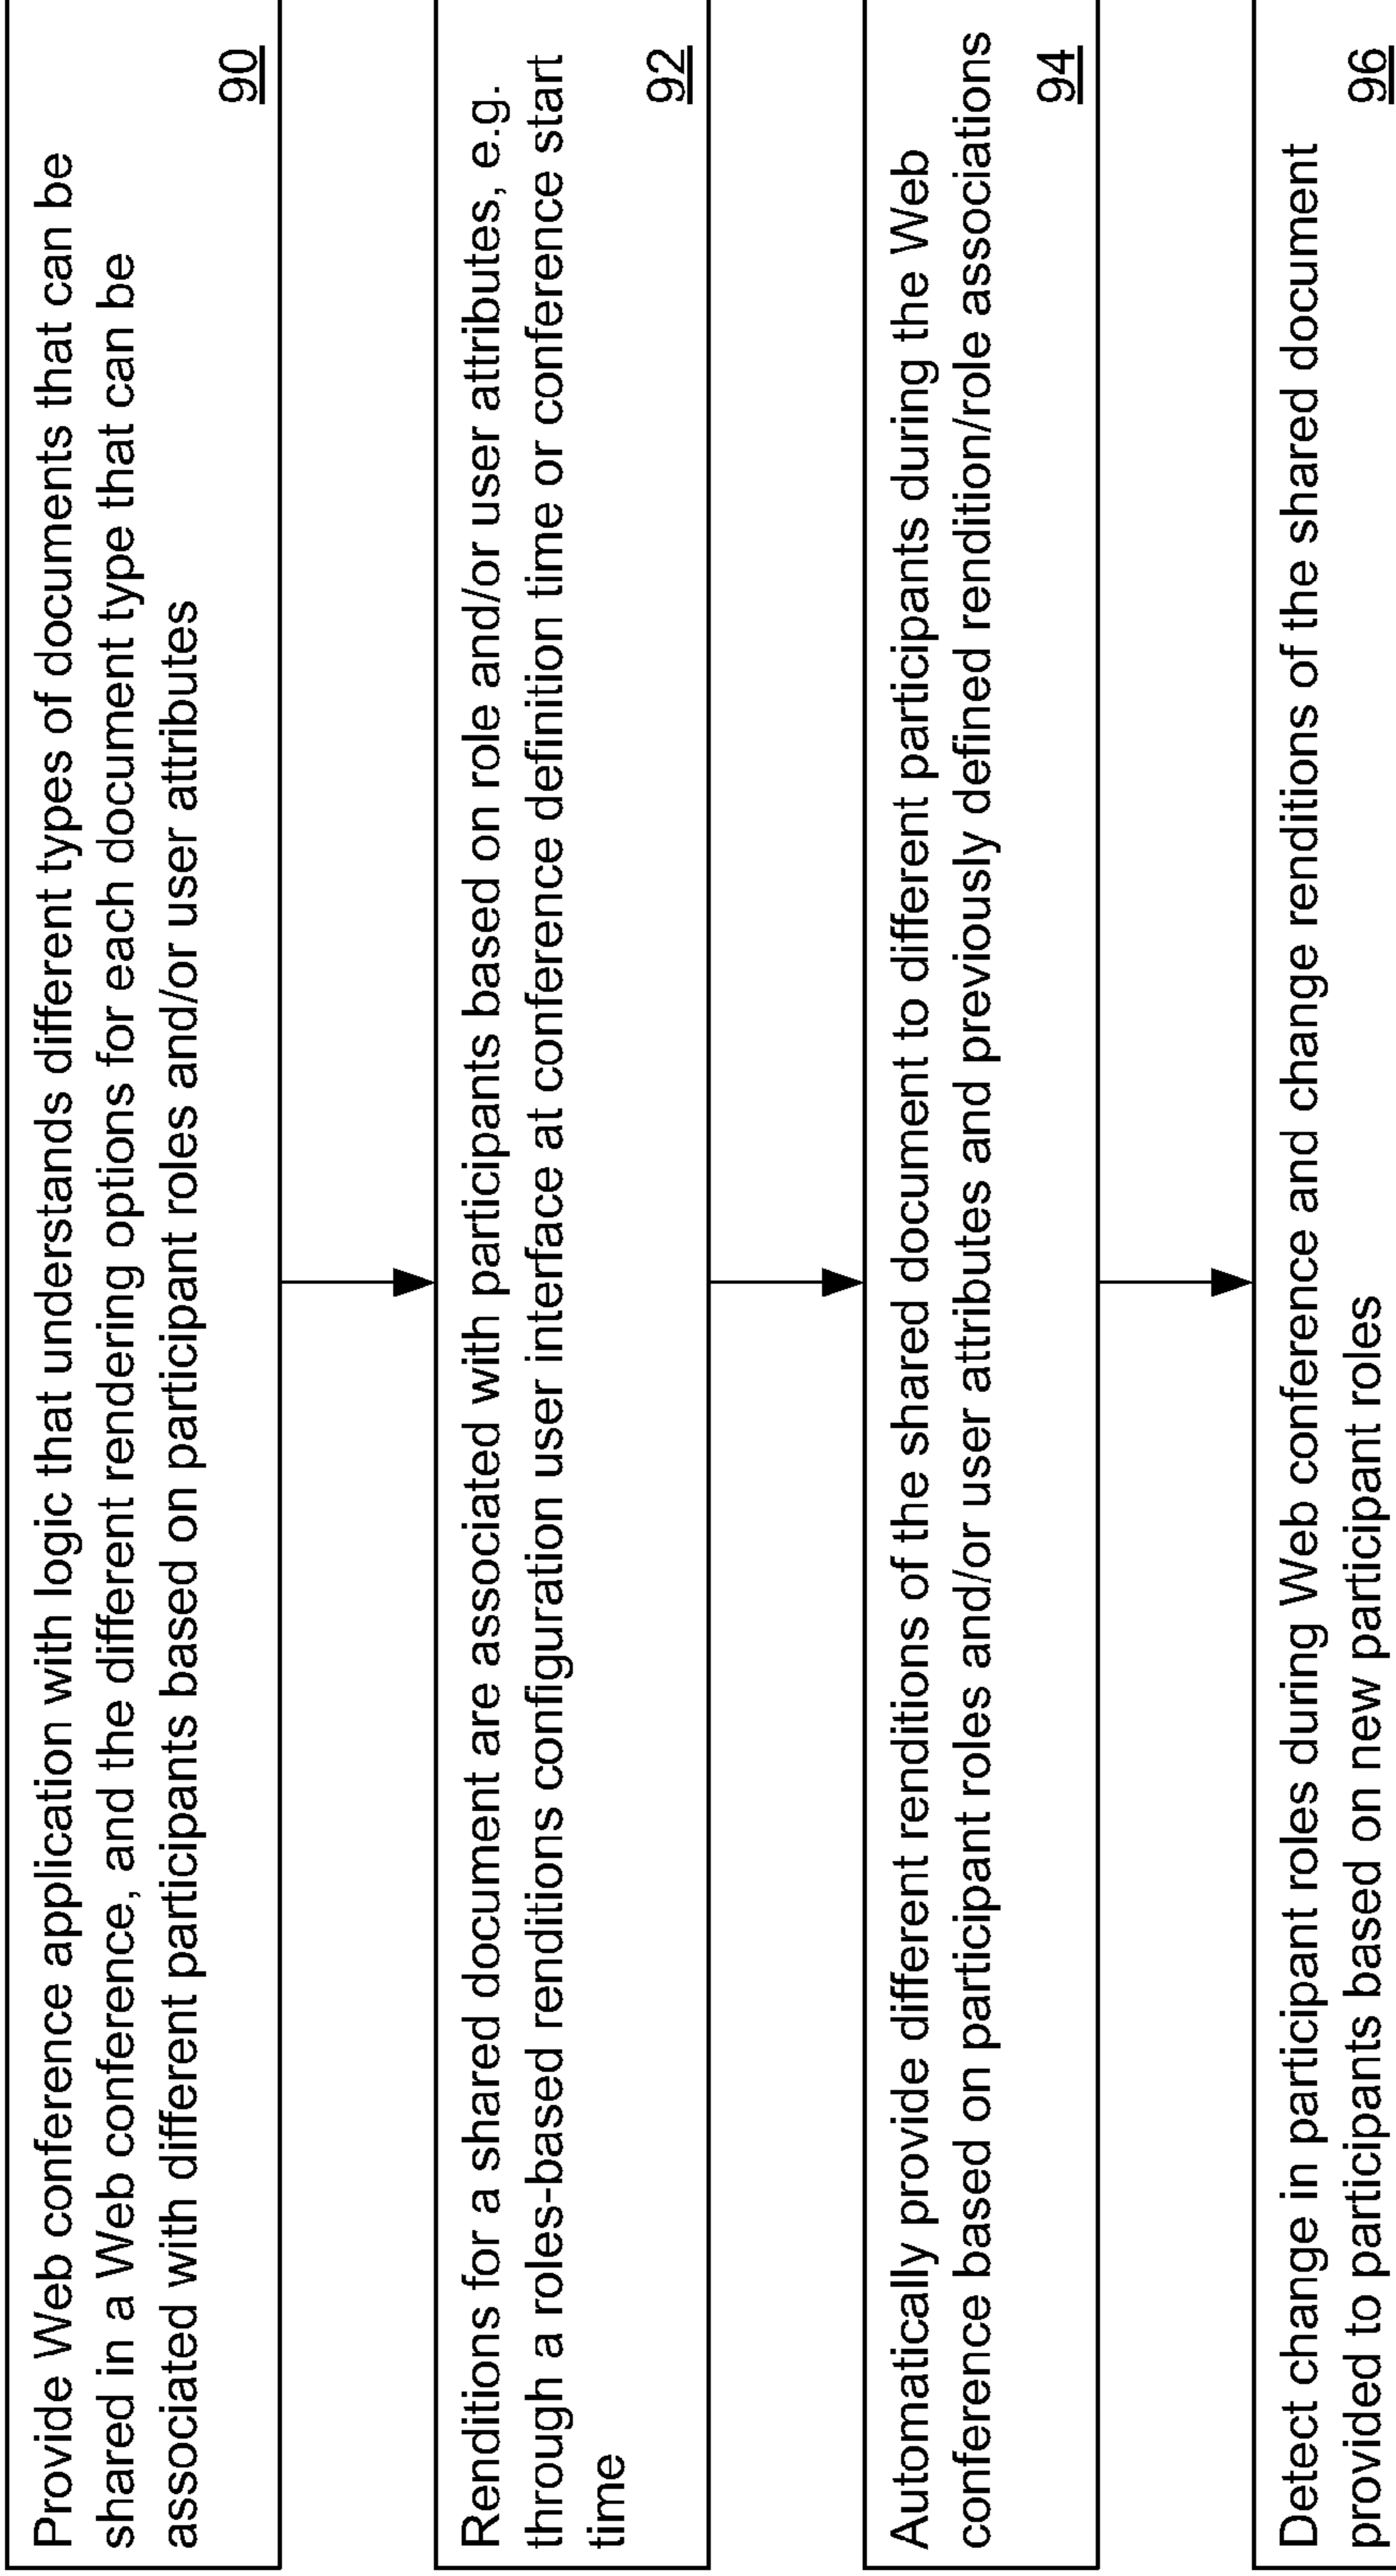 Provide Web conference application with logic that understands different types of documents that can be
shared in a Web conference, and the different rendering options for each document type that can be
associated with different participants based on participant roles and/or user attributes
90
Renditions for a shared document are associated with participants based on role and/or user attributes, e.g.
through a roles-based renditions configuration user interface at conference definition time or conference start
time
92
Automatically provide different renditions of the shared document to different participants during the Web
conference based on participant roles and/or user attributes and previously defined rendition/role associations
94
Detect change in participant roles during Web conference and change renditions of the shared document
provided to participants based on new participant roles
96